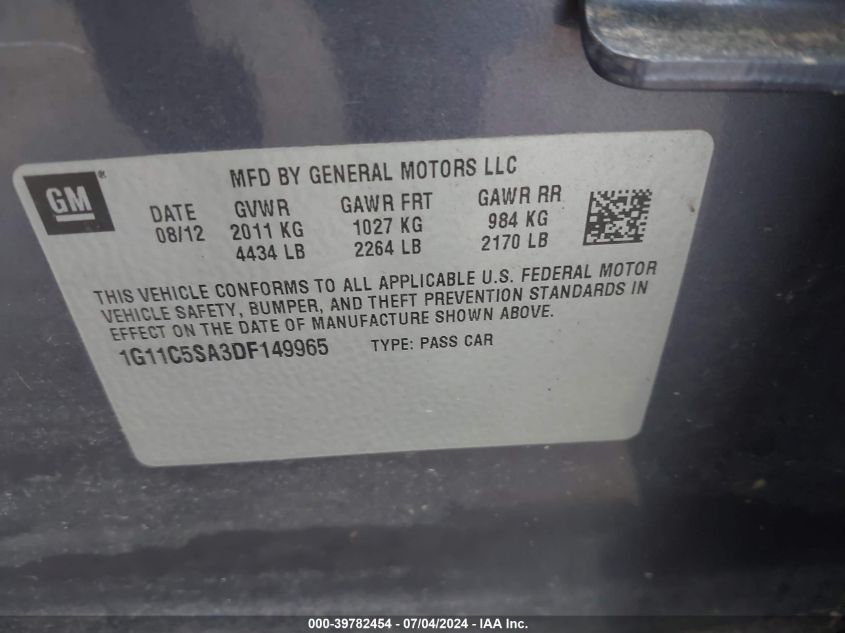 GM ®
MFD BY GENERAL MOTORS LLC
DATE GVWR GAWR FRT GAWR RR
08/12 2011 KG 1027 KG 984 KG
4434 LB 2264 LB 2170 LB
THIS VEHICLE CONFORMS TO ALL APPLICABLE U.S. FEDERAL MOTOR
VEHICLE SAFETY, BUMPER, AND THEFT PREVENTION STANDARDS IN
EFFECT ON THE DATE OF MANUFACTURE SHOWN ABOVE.
1G11C5SA3DF149965 TYPE: PASS CAR
000-39782454 - 07/04/2024 - IAA Inc.